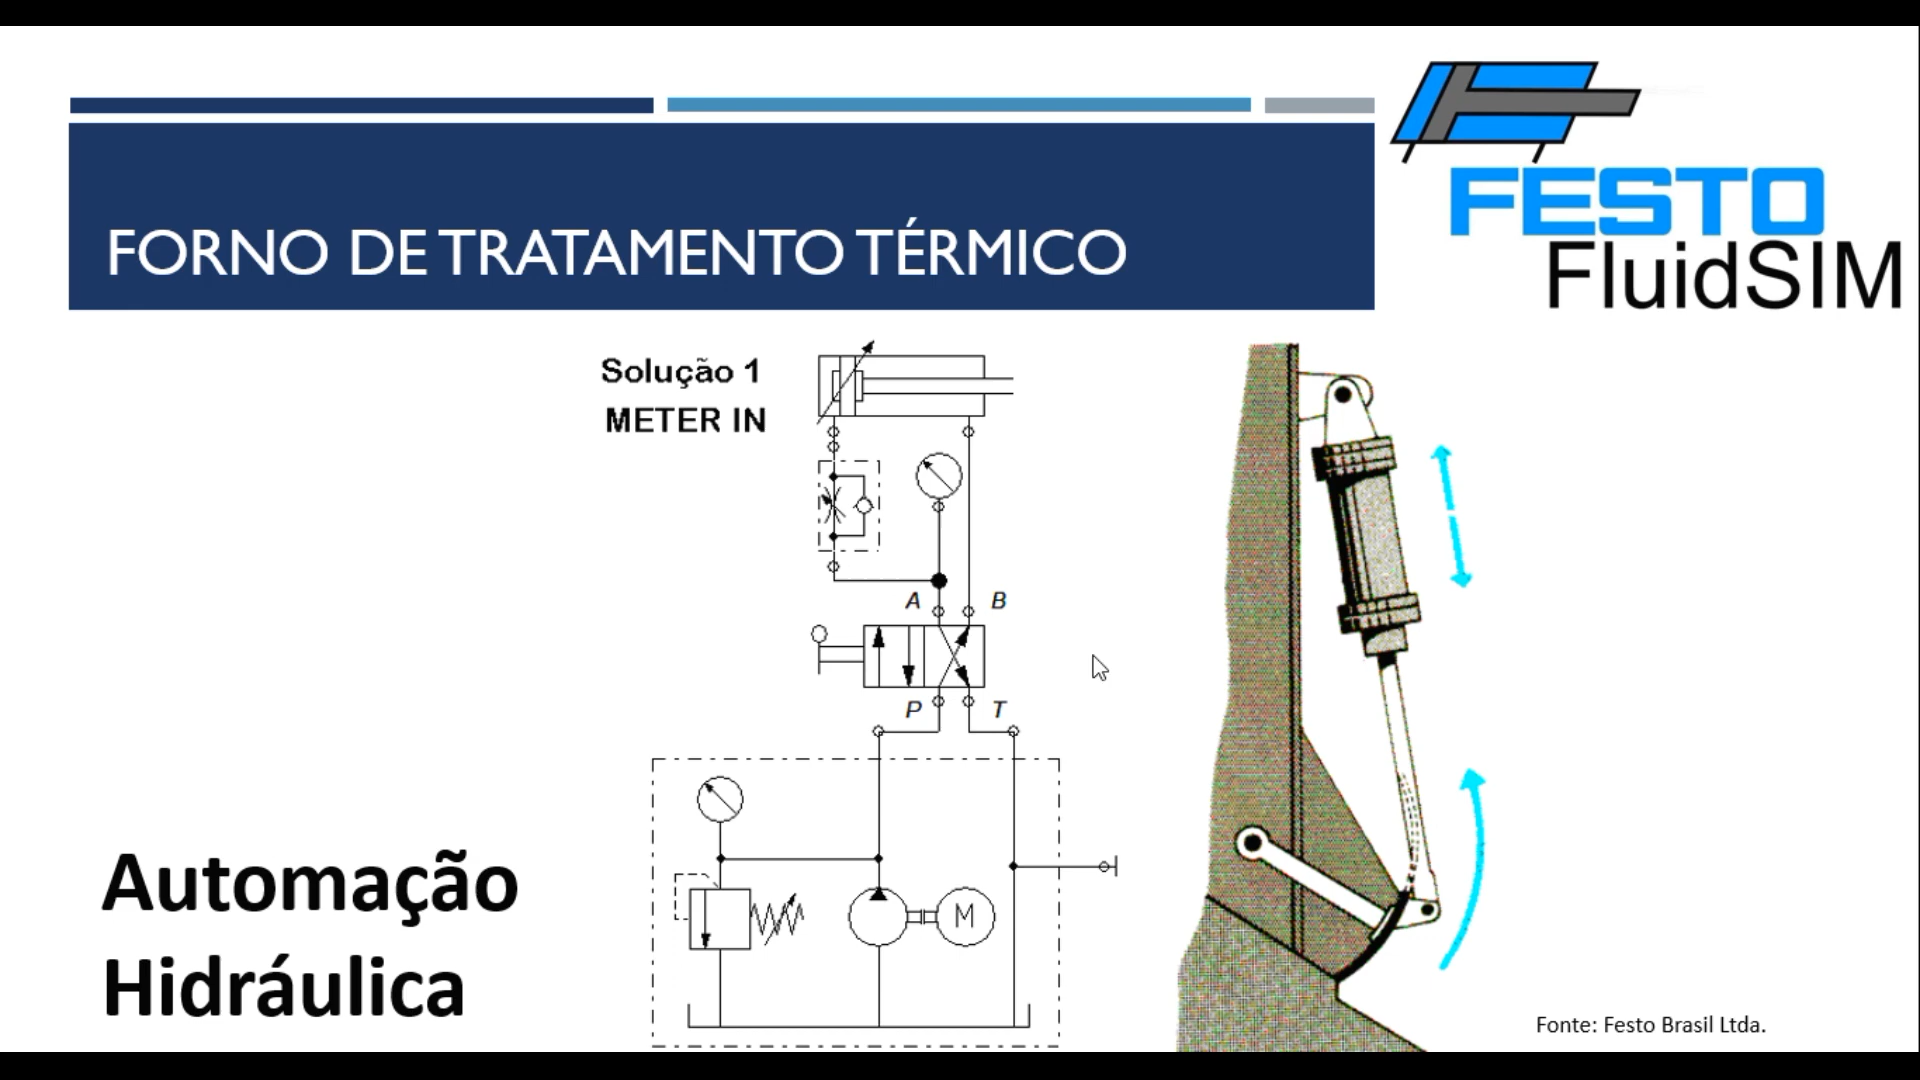 FESTO
FluidSIM
FORNO DE TRATAMENTO TÉRMICO
Solução 1
METER IN
A
B
P
T
M
Automação
Hidráulica
Fonte: Festo Brasil Ltda.